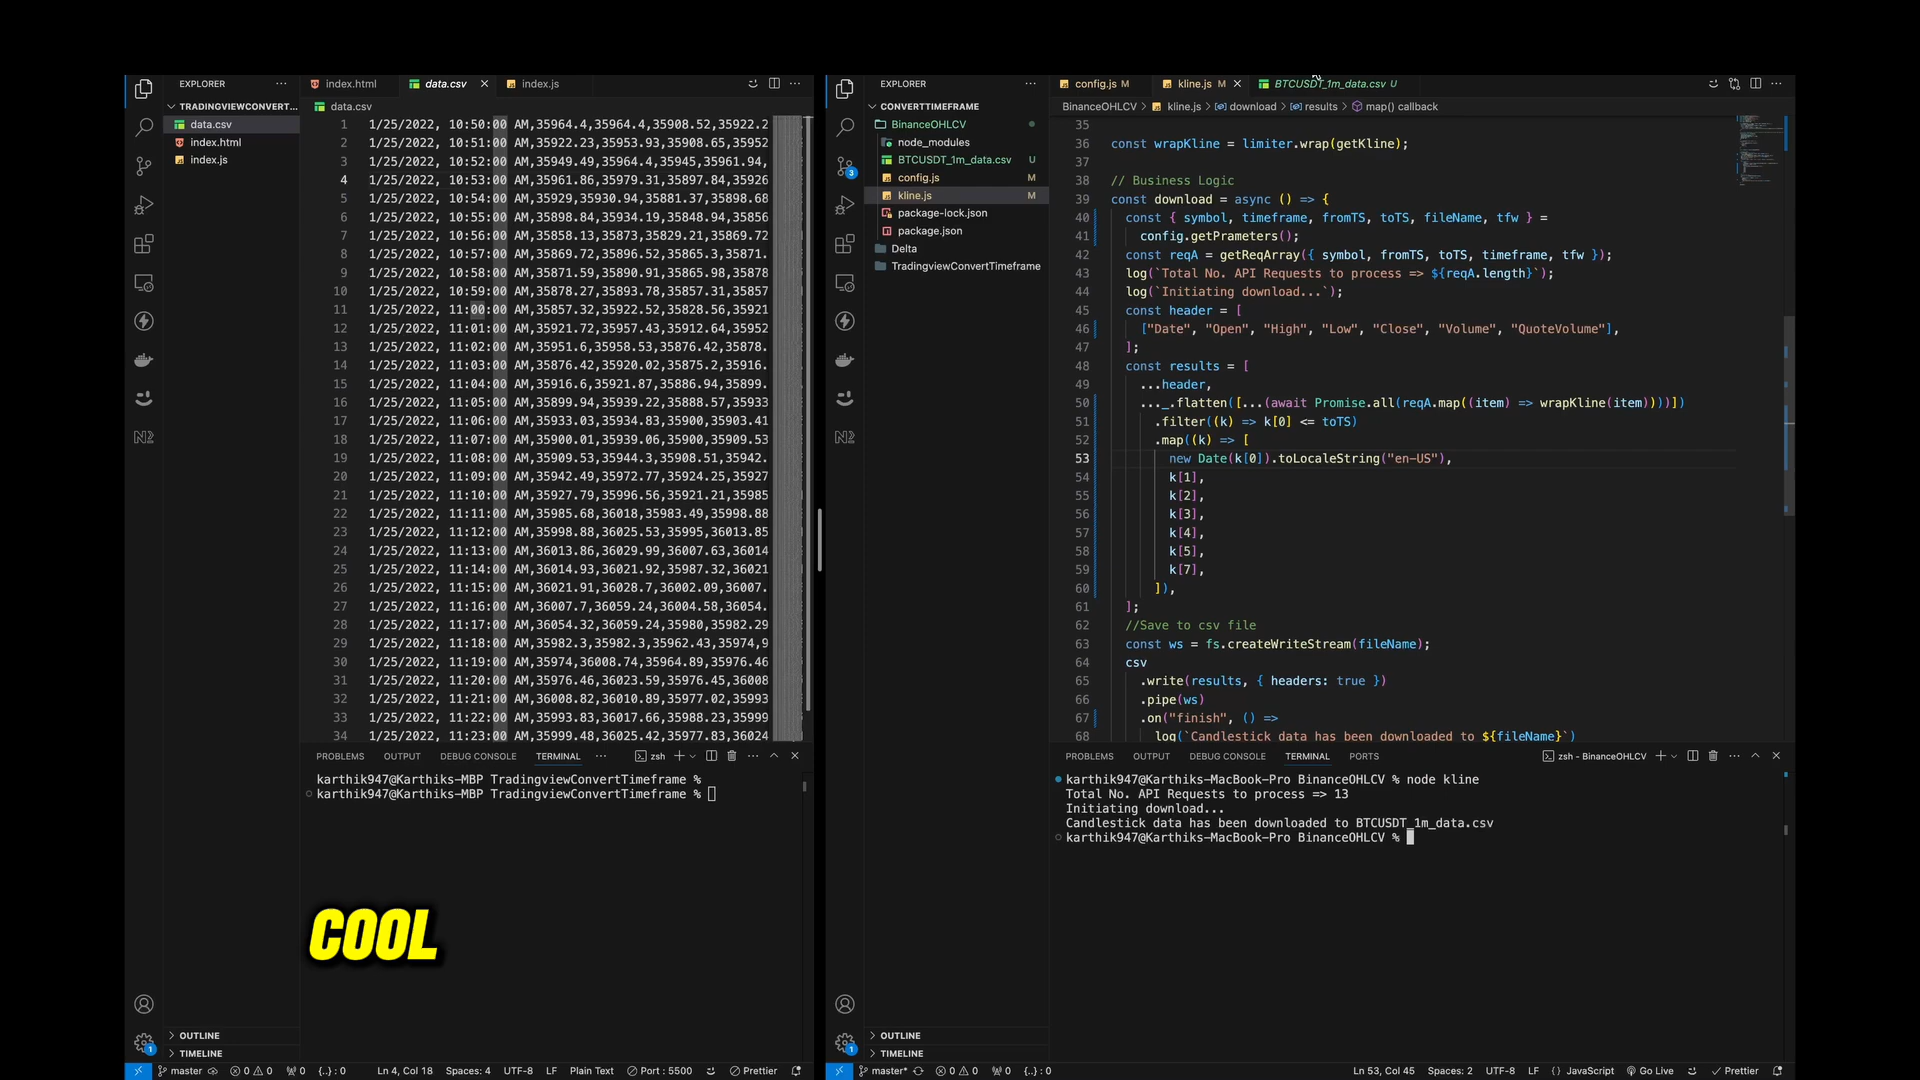 EXPLORER
TRADINGVIEWCONVERT...
data.csv
index.html
index.js
OUTLINE
TIMELINE
index.html
data.csv
index.js
data.csv
1 1/25/2022, 10:50:00 AM,35964.4,35964.4,35908.52,35922.2
2 1/25/2022, 10:51:00 AM,35922.23,35953.93,35908.65,35952
3 1/25/2022, 10:52:00 AM,35949.49,35964.4,35945,35961.94,
4 1/25/2022, 10:53:00 AM,35961.86,35979.31,35897.84,35926
5 1/25/2022, 10:54:00 AM,35929,35930.94,35881.37,35898.68
6 1/25/2022, 10:55:00 AM,35898.84,35934.19,35848.94,35856
7 1/25/2022, 10:56:00 AM,35858.13,35873,35829.21,35869.72
8 1/25/2022, 10:57:00 AM,35869.72,35896.52,35865.3,35871.
9 1/25/2022, 10:58:00 AM,35871.59,35890.91,35865.98,35878
10 1/25/2022, 10:59:00 AM,35878.27,35893.78,35857.31,35857
11 1/25/2022, 11:00:00 AM,35857.32,35922.52,35828.56,35921
12 1/25/2022, 11:01:00 AM,35921.72,35957.43,35912.64,35952
13 1/25/2022, 11:02:00 AM,35951.6,35958.53,35876.42,35878.
14 1/25/2022, 11:03:00 AM,35876.42,35920.02,35875.2,35916.
15 1/25/2022, 11:04:00 AM,35916.6,35921.87,35886.94,35899.
16 1/25/2022, 11:05:00 AM,35899.94,35939.22,35888.57,35933
17 1/25/2022, 11:06:00 AM,35933.03,35934.83,35900,35903.41
18 1/25/2022, 11:07:00 AM,35900.01,35939.06,35900,35909.53
19 1/25/2022, 11:08:00 AM,35909.53,35944.3,35908.51,35942.
20 1/25/2022, 11:09:00 AM,35942.49,35972.77,35924.25,35927
21 1/25/2022, 11:10:00 AM,35927.79,35996.56,35921.21,35985
22 1/25/2022, 11:11:00 AM,35985.68,36018,35983.49,35998.88
23 1/25/2022, 11:12:00 AM,35998.88,36025.53,35995,36013.85
24 1/25/2022, 11:13:00 AM,36013.86,36029.99,36007.63,36014
25 1/25/2022, 11:14:00 AM,36014.93,36021.92,35987.32,36021
26 1/25/2022, 11:15:00 AM,36021.91,36028.7,36002.09,36007.
27 1/25/2022, 11:16:00 AM,36007.7,36059.24,36004.58,36054.
28 1/25/2022, 11:17:00 AM,36054.32,36059.24,35980,35982.29
29 1/25/2022, 11:18:00 AM,35982.3,35982.3,35962.43,35974,9
30 1/25/2022, 11:19:00 AM,35974,36008.74,35964.89,35976.46
31 1/25/2022, 11:20:00 AM,35976.46,36023.59,35976.45,36008
32 1/25/2022, 11:21:00 AM,36008.82,36010.89,35977.02,35993
33 1/25/2022, 11:22:00 AM,35993.83,36017.66,35988.23,35999
34 1/25/2022, 11:23:00 AM,35999.48,36025.42,35977.83,36024
PROBLEMS OUTPUT DEBUG CONSOLE TERMINAL ... zsh
karthik947@Karthiks-MBP TradingviewConvertTimeframe %
karthik947@Karthiks-MBP TradingviewConvertTimeframe %
COOL
1
master 0 0 0 {..} : 0 Ln 4, Col 18 Spaces: 4 UTF-8 LF Plain Text Port : 5500 Prettier
EXPLORER
CONVERTTIMEFRAME
BinanceOHLCV
node_modules
BTCUSDT_1m_data.csv U
config.js M
kline.js M
package-lock.json
package.json
Delta
TradingviewConvertTimeframe
3
OUTLINE
TIMELINE
1
config.js M
kline.js M
BTCUSDT_1m_data.csv U
BinanceOHLCV > kline.js > download > results > map() callback
35
36 const wrapKline = limiter.wrap(getKline);
37
38 // Business Logic
39 const download = async () => {
40 const { symbol, timeframe, fromTS, toTS, fileName, tfw } =
41 config.getPrameters();
42 const reqA = getReqArray({ symbol, fromTS, toTS, timeframe, tfw });
43 log(`Total No. API Requests to process => ${reqA.length}`);
44 log(`Initiating download...`);
45 const header = [
46 ["Date", "Open", "High", "Low", "Close", "Volume", "QuoteVolume"],
47 ];
48 const results = [
49 ...header,
50 ..._.flatten([...(await Promise.all(reqA.map((item) => wrapKline(item))))])
51 .filter((k) => k[0] <= toTS)
52 .map((k) => [
53 new Date(k[0]).toLocaleString("en-US"),
54 k[1],
55 k[2],
56 k[3],
57 k[4],
58 k[5],
59 k[7],
60 ]),
61 ];
62 //Save to csv file
63 const ws = fs.createWriteStream(fileName);
64 csv
65 .write(results, { headers: true })
66 .pipe(ws)
67 .on("finish", () =>
68 log(`Candlestick data has been downloaded to ${fileName}`)
PROBLEMS OUTPUT DEBUG CONSOLE TERMINAL PORTS zsh - BinanceOHLCV
karthik947@Karthiks-MacBook-Pro BinanceOHLCV % node kline
Total No. API Requests to process => 13
Initiating download...
Candlestick data has been downloaded to BTCUSDT_1m_data.csv
karthik947@Karthiks-MacBook-Pro BinanceOHLCV %
master* 0 0 0 {..} : 0 Ln 53, Col 45 Spaces: 2 UTF-8 LF {} JavaScript Go Live Prettier